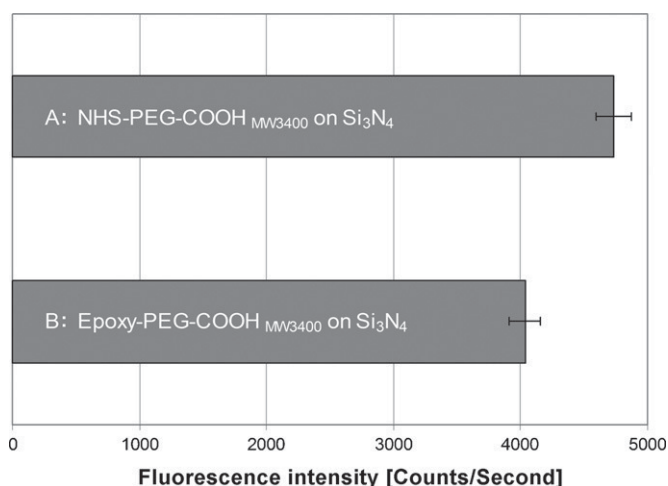 A: NHS-PEG-COOH MW3400 on Si₃N₄
B: Epoxy-PEG-COOH MW3400 on Si₃N₄
0 1000 2000 3000 4000 5000
Fluorescence intensity [Counts/Second]